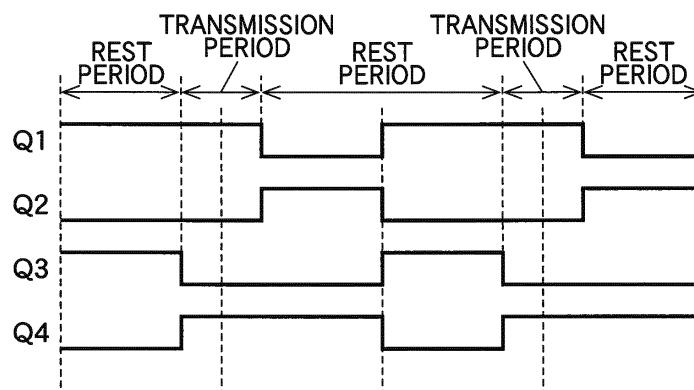 TRANSMISSION
PERIOD
TRANSMISSION
PERIOD
REST
PERIOD
REST
PERIOD
REST
PERIOD
Q1
Q2
Q3
Q4